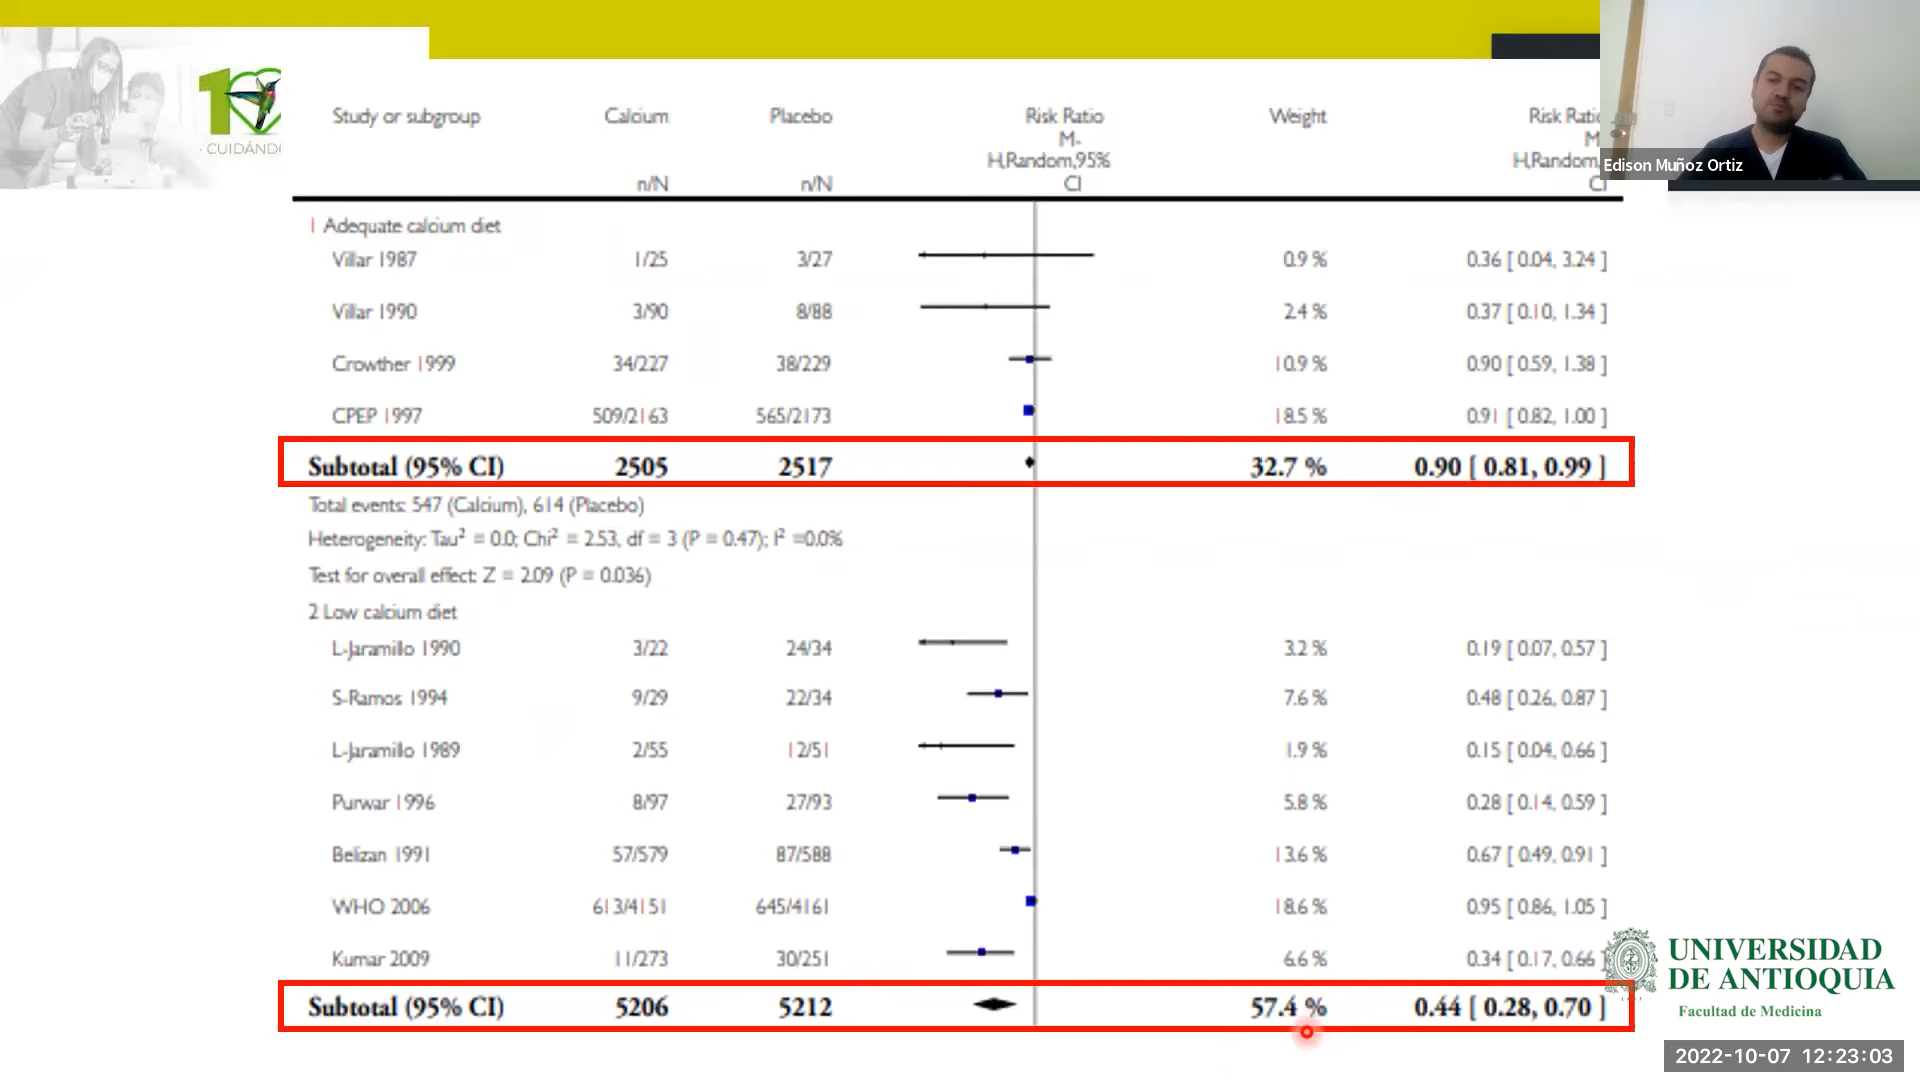 CUIDÁND
Edison Muñoz Ortiz
Study or subgroup Calcium Placebo Risk Ratio Weight Risk Ratio
M- M
H,Random,95% H,Random,
n/N n/N CI CI
1 Adequate calcium diet
Villar 1987 1/25 3/27 0.9 % 0.36 [ 0.04, 3.24 ]
Villar 1990 3/90 8/88 2.4 % 0.37 [ 0.10, 1.34 ]
Crowther 1999 34/227 38/229 10.9 % 0.90 [ 0.59, 1.38 ]
CPEP 1997 509/2163 565/2173 18.5 % 0.91 [ 0.82, 1.00 ]
Subtotal (95% CI) 2505 2517 32.7 % 0.90 [ 0.81, 0.99 ]
Total events: 547 (Calcium), 614 (Placebo)
Heterogeneity: Tau² = 0.0; Chi² = 2.53, df = 3 (P = 0.47); I² =0.0%
Test for overall effect: Z = 2.09 (P = 0.036)
2 Low calcium diet
L-Jaramillo 1990 3/22 24/34 3.2 % 0.19 [ 0.07, 0.57 ]
S-Ramos 1994 9/29 22/34 7.6 % 0.48 [ 0.26, 0.87 ]
L-Jaramillo 1989 2/55 12/51 1.9 % 0.15 [ 0.04, 0.66 ]
Purwar 1996 8/97 27/93 5.8 % 0.28 [ 0.14, 0.59 ]
Belizan 1991 57/579 87/588 13.6 % 0.67 [ 0.49, 0.91 ]
WHO 2006 613/4151 645/4161 18.6 % 0.95 [ 0.86, 1.05 ]
Kumar 2009 11/273 30/251 6.6 % 0.34 [ 0.17, 0.66 ]
Subtotal (95% CI) 5206 5212 57.4 % 0.44 [ 0.28, 0.70 ]
UNIVERSIDAD
DE ANTIOQUIA
Facultad de Medicina
2022-10-07 12:23:03